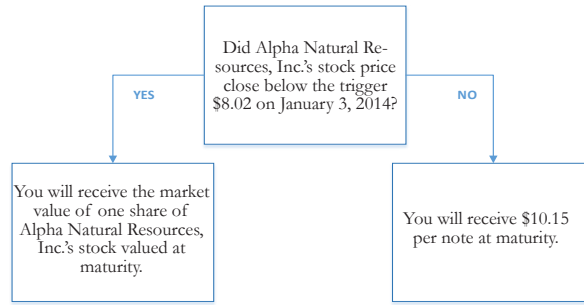 Did Alpha Natural Re-
sources, Inc.'s stock price
close below the trigger
$8.02 on January 3, 2014?
YES
NO
You will receive the market
value of one share of
Alpha Natural Resources,
Inc.'s stock valued at
maturity.
You will receive $10.15
per note at maturity.